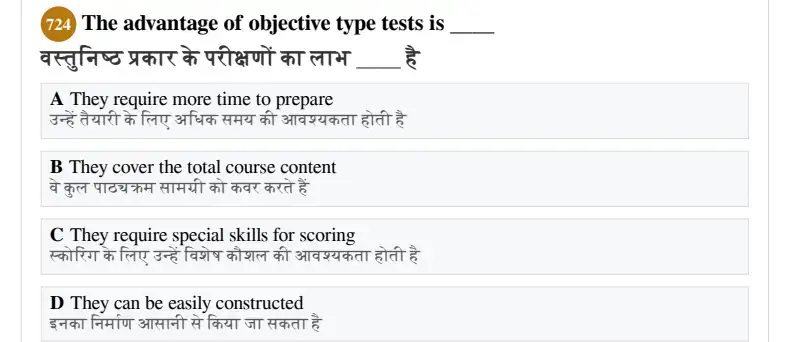 724 The advantage of objective type tests is ____
वस्तुनिष्ठ प्रकार के परीक्षणों का लाभ ____ है
A They require more time to prepare
उन्हें तैयारी के लिए अधिक समय की आवश्यकता होती है
B They cover the total course content
वे कुल पाठ्यक्रम सामग्री को कवर करते हैं
C They require special skills for scoring
स्कोरिंग के लिए उन्हें विशेष कौशल की आवश्यकता होती है
D They can be easily constructed
इनका निर्माण आसानी से किया जा सकता है